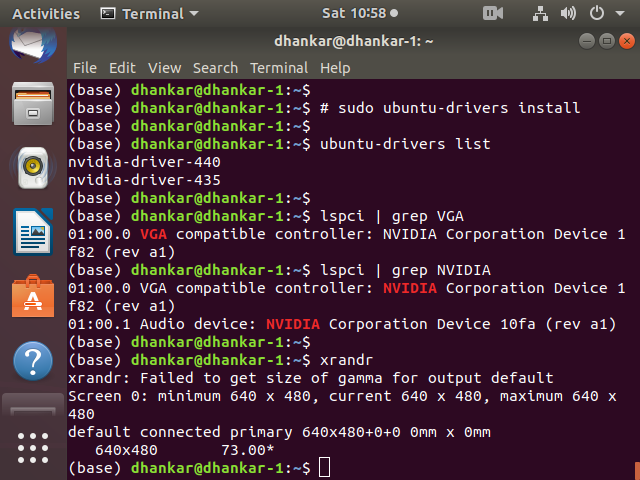 Activities Terminal Sat 10:58
dhankar@dhankar-1: ~
File Edit View Search Terminal Help
(base) dhankar@dhankar-1:~$
(base) dhankar@dhankar-1:~$ # sudo ubuntu-drivers install
(base) dhankar@dhankar-1:~$
(base) dhankar@dhankar-1:~$ ubuntu-drivers list
nvidia-driver-440
nvidia-driver-435
(base) dhankar@dhankar-1:~$
(base) dhankar@dhankar-1:~$ lspci | grep VGA
01:00.0 VGA compatible controller: NVIDIA Corporation Device 1
f82 (rev a1)
(base) dhankar@dhankar-1:~$ lspci | grep NVIDIA
01:00.0 VGA compatible controller: NVIDIA Corporation Device 1
f82 (rev a1)
01:00.1 Audio device: NVIDIA Corporation Device 10fa (rev a1)
(base) dhankar@dhankar-1:~$
(base) dhankar@dhankar-1:~$ xrandr
xrandr: Failed to get size of gamma for output default
Screen 0: minimum 640 x 480, current 640 x 480, maximum 640 x
480
default connected primary 640x480+0+0 0mm x 0mm
640x480 73.00*
(base) dhankar@dhankar-1:~$